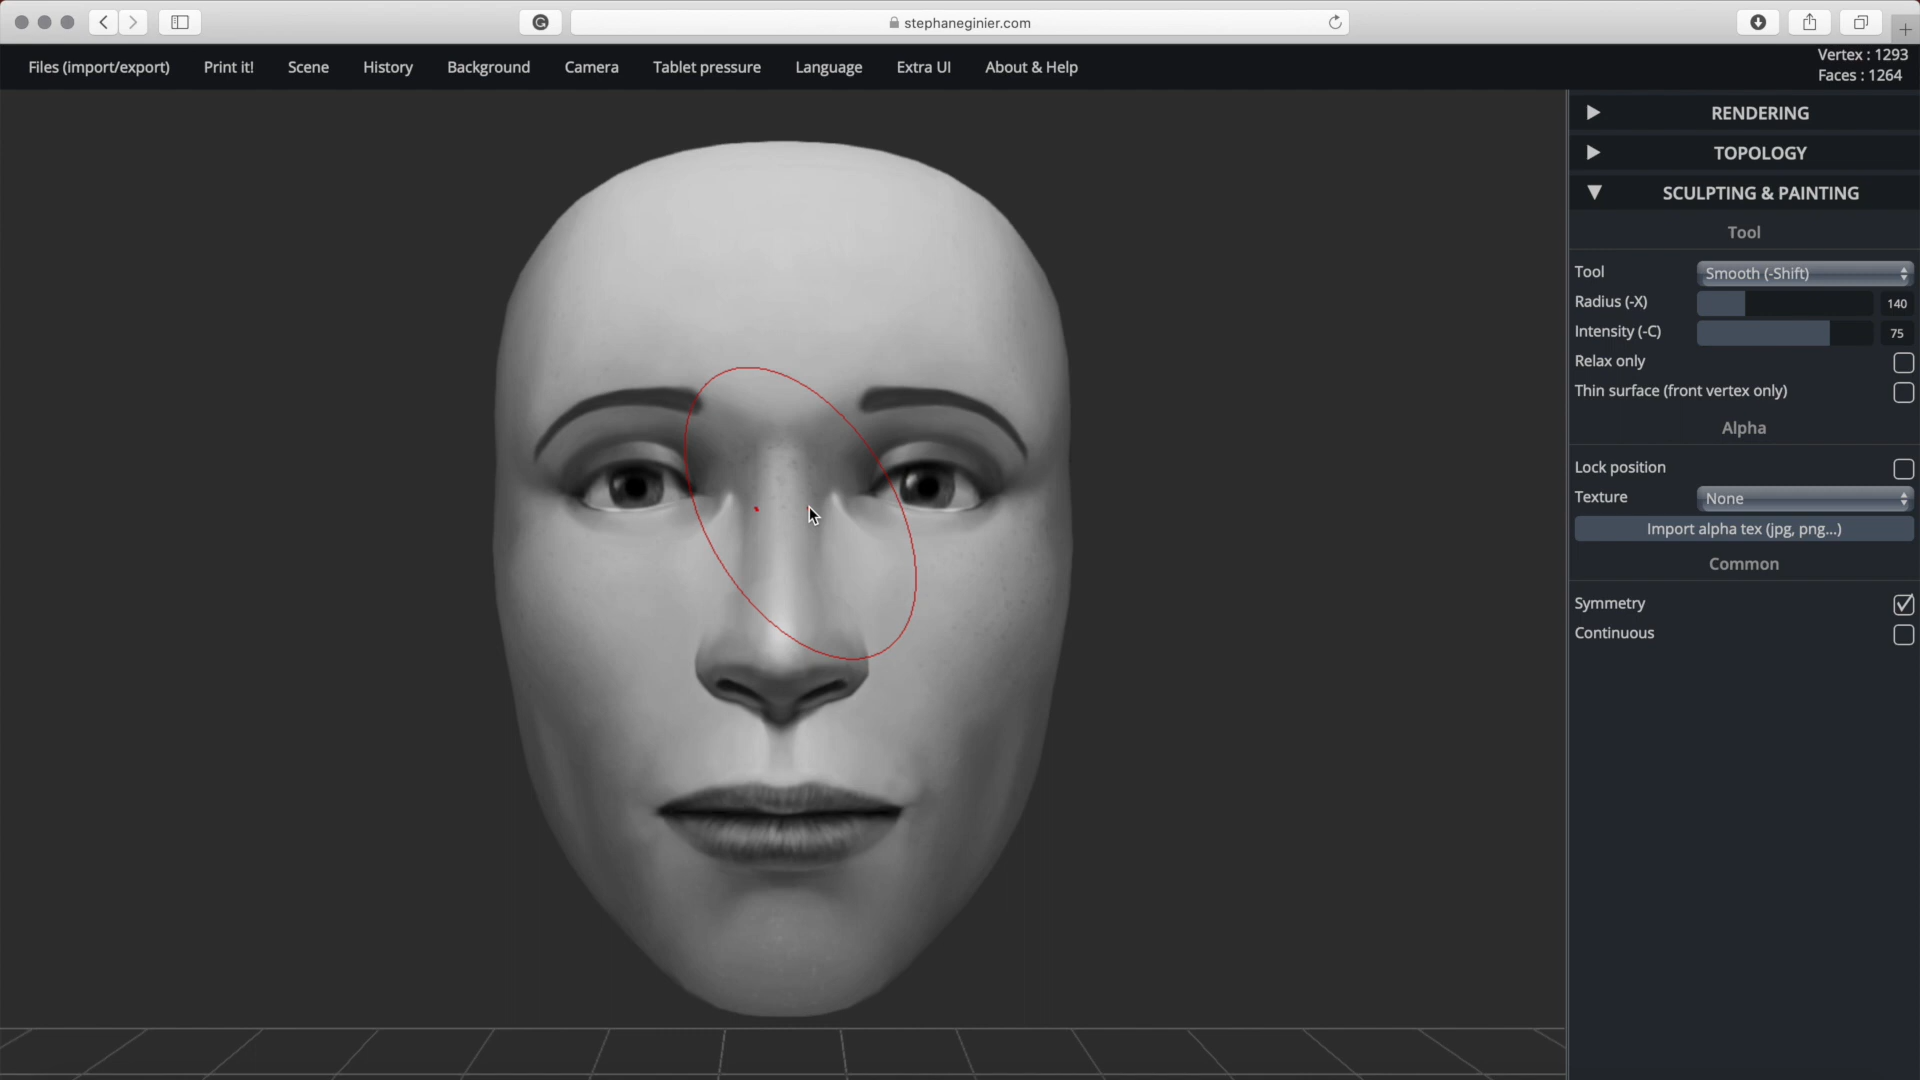 stephaneginier.com
Files (import/export) Print it! Scene History Background Camera Tablet pressure Language Extra UI About & Help
Vertex : 1293
Faces : 1264
RENDERING
TOPOLOGY
SCULPTING & PAINTING
Tool
Tool Smooth (-Shift)
Radius (-X) 140
Intensity (-C) 75
Relax only
Thin surface (front vertex only)
Alpha
Lock position
Texture None
Import alpha tex (jpg, png...)
Common
Symmetry
Continuous